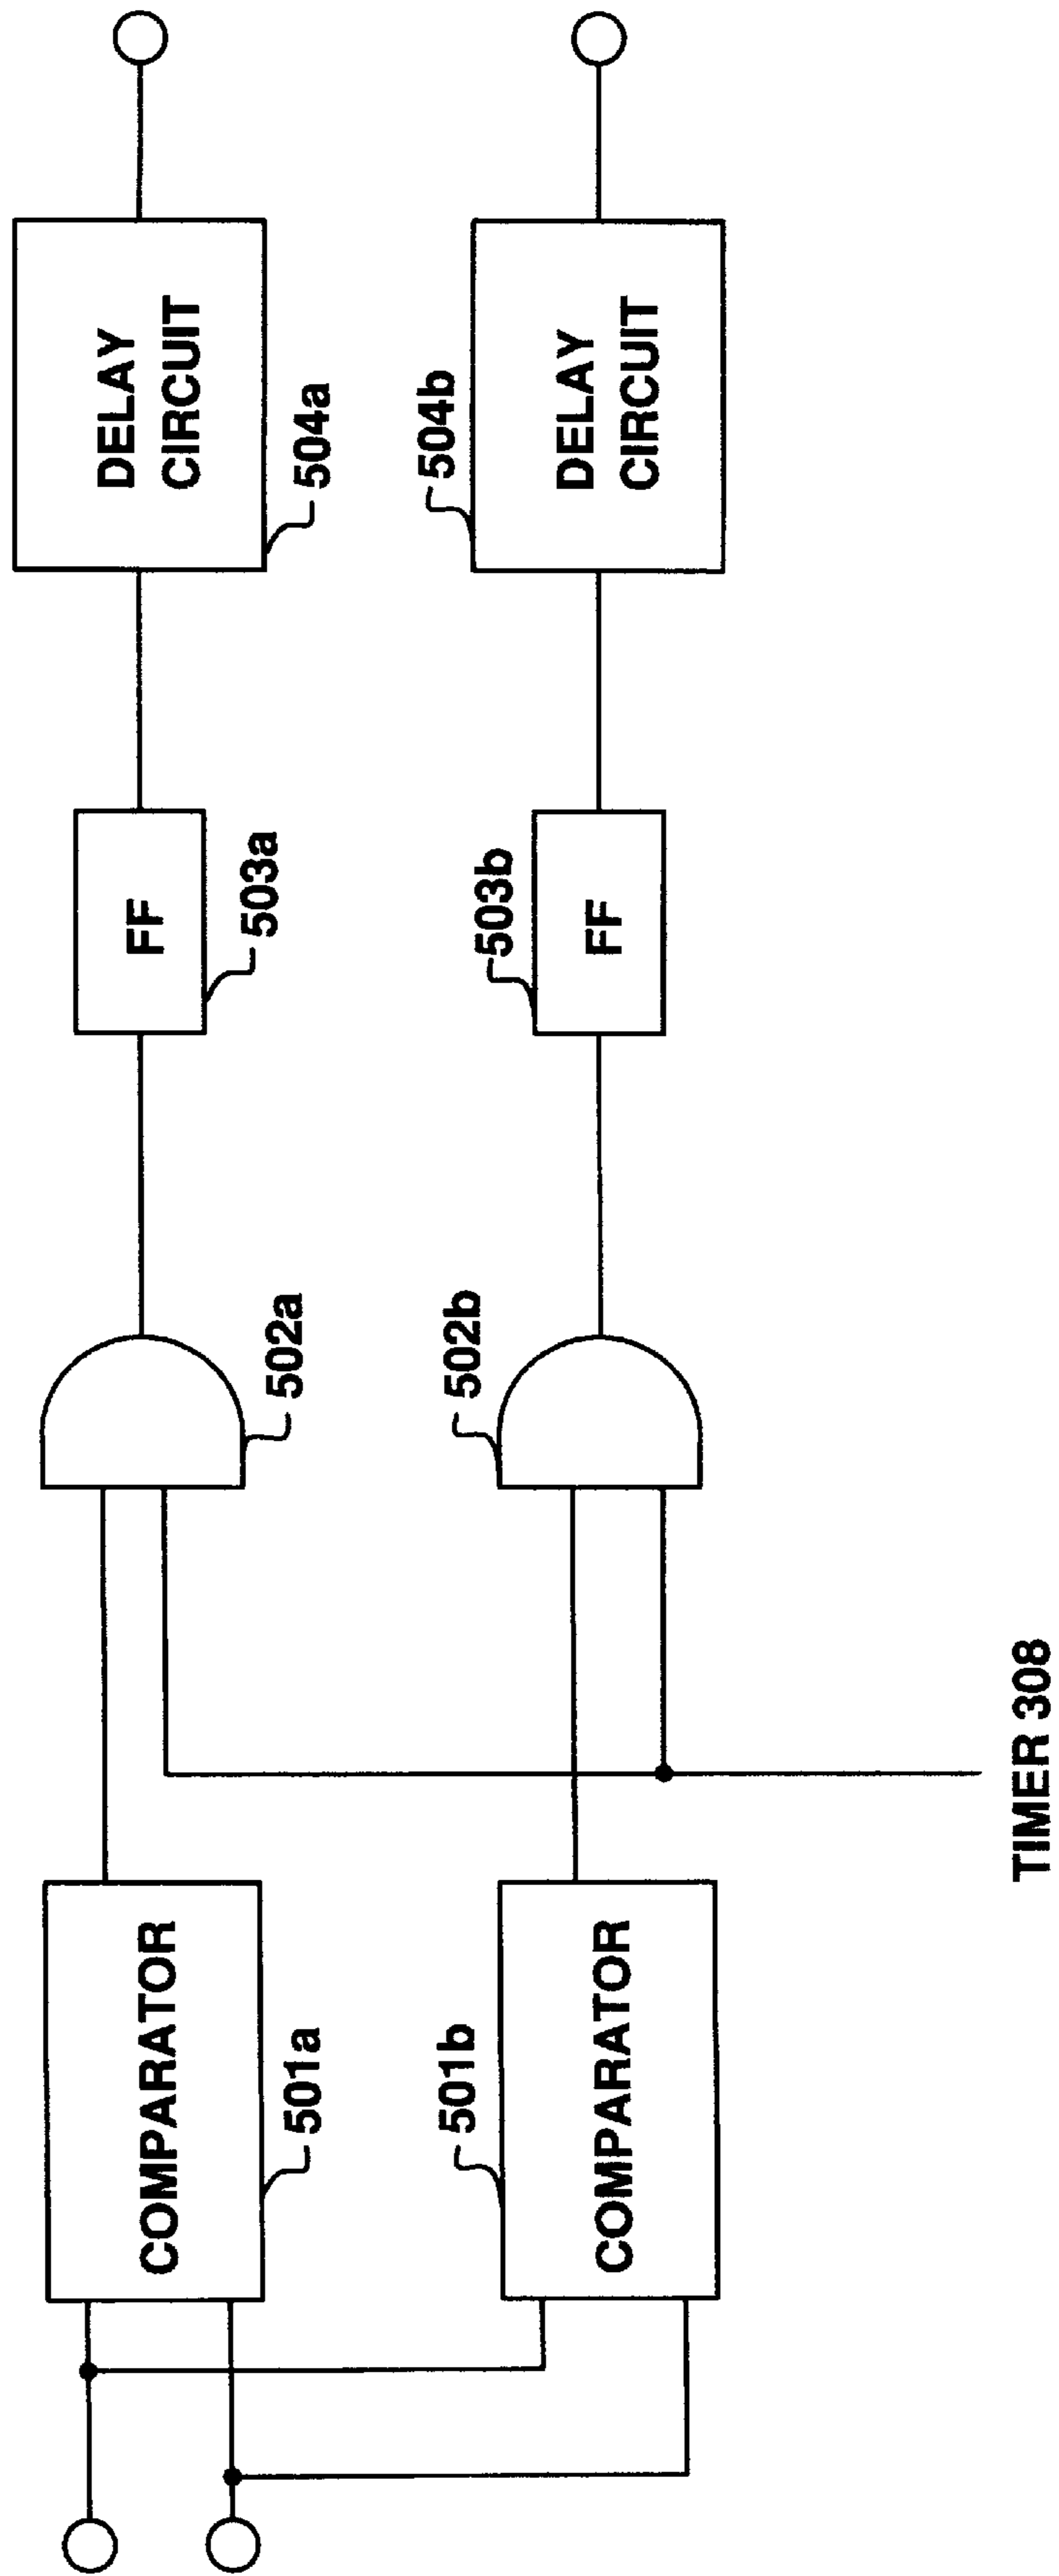 COMPARATOR
501a
502a
FF
503a
DELAY
CIRCUIT
504a
COMPARATOR
501b
502b
FF
503b
DELAY
CIRCUIT
504b
TIMER 308